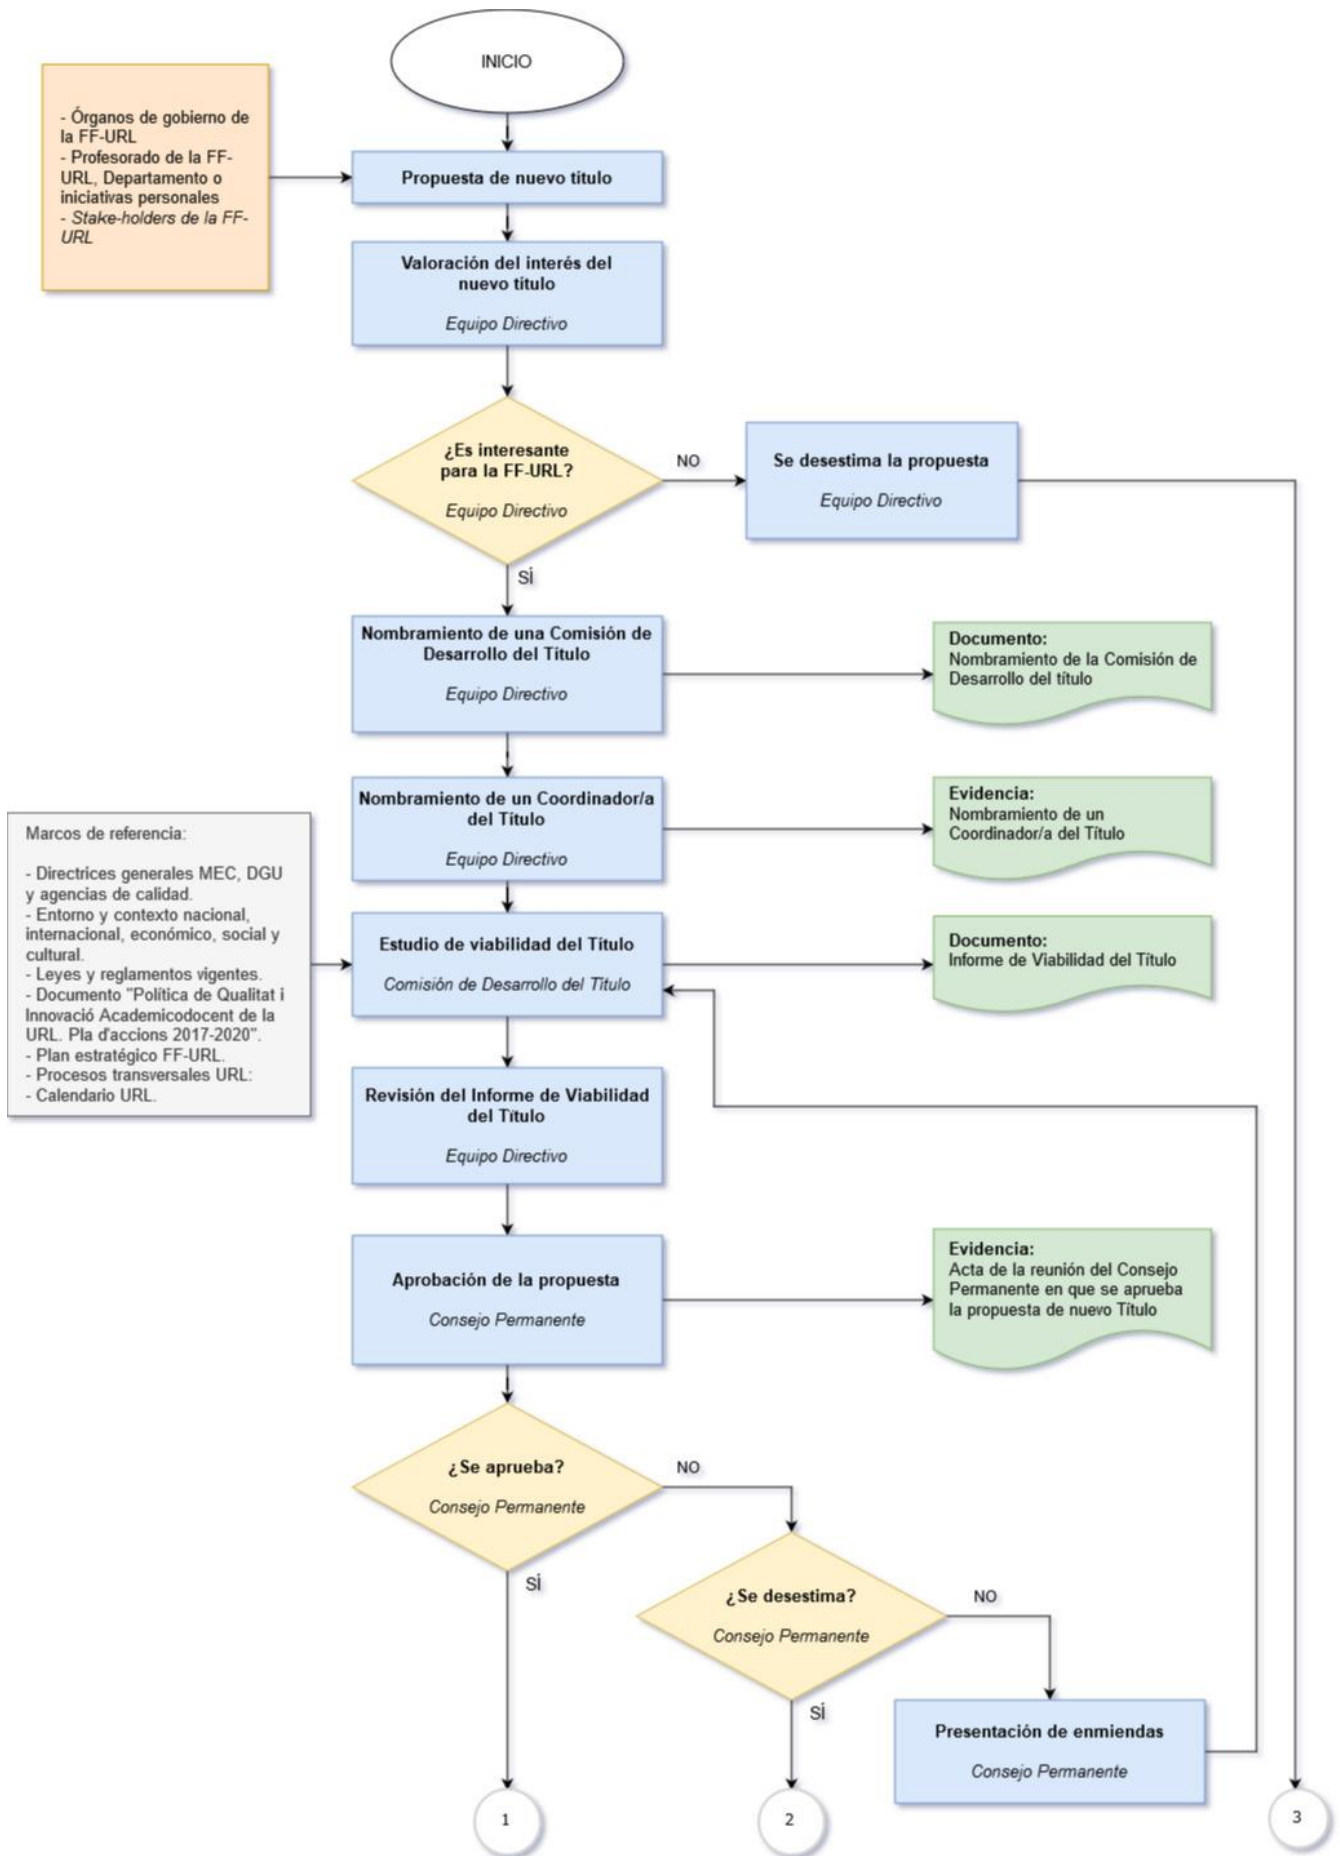 INICIO
- Órganos de gobierno de
la FF-URL
- Profesorado de la FF-
URL, Departamento o
iniciativas personales
- Stake-holders de la FF-
URL
Propuesta de nuevo título
Valoración del interés del
nuevo título
Equipo Directivo
¿Es interesante
para la FF-URL?
Equipo Directivo
NO
Se desestima la propuesta
Equipo Directivo
SÍ
Nombramiento de una Comisión de
Desarrollo del Título
Equipo Directivo
Documento:
Nombramiento de la Comisión de
Desarrollo del título
Nombramiento de un Coordinador/a
del Título
Equipo Directivo
Evidencia:
Nombramiento de un
Coordinador/a del Título
Marcos de referencia:
- Directrices generales MEC, DGU
y agencias de calidad.
- Entorno y contexto nacional,
internacional, económico, social y
cultural.
- Leyes y reglamentos vigentes.
- Documento "Política de Qualitat i
Innovació Academicodocent de la
URL. Pla d'accions 2017-2020".
- Plan estratégico FF-URL.
- Procesos transversales URL:
- Calendario URL.
Estudio de viabilidad del Título
Comisión de Desarrollo del Título
Documento:
Informe de Viabilidad del Título
Revisión del Informe de Viabilidad
del Título
Equipo Directivo
Aprobación de la propuesta
Consejo Permanente
Evidencia:
Acta de la reunión del Consejo
Permanente en que se aprueba
la propuesta de nuevo Título
¿Se aprueba?
Consejo Permanente
NO
SÍ
¿Se desestima?
Consejo Permanente
NO
SÍ
Presentación de enmiendas
Consejo Permanente
1
2
3